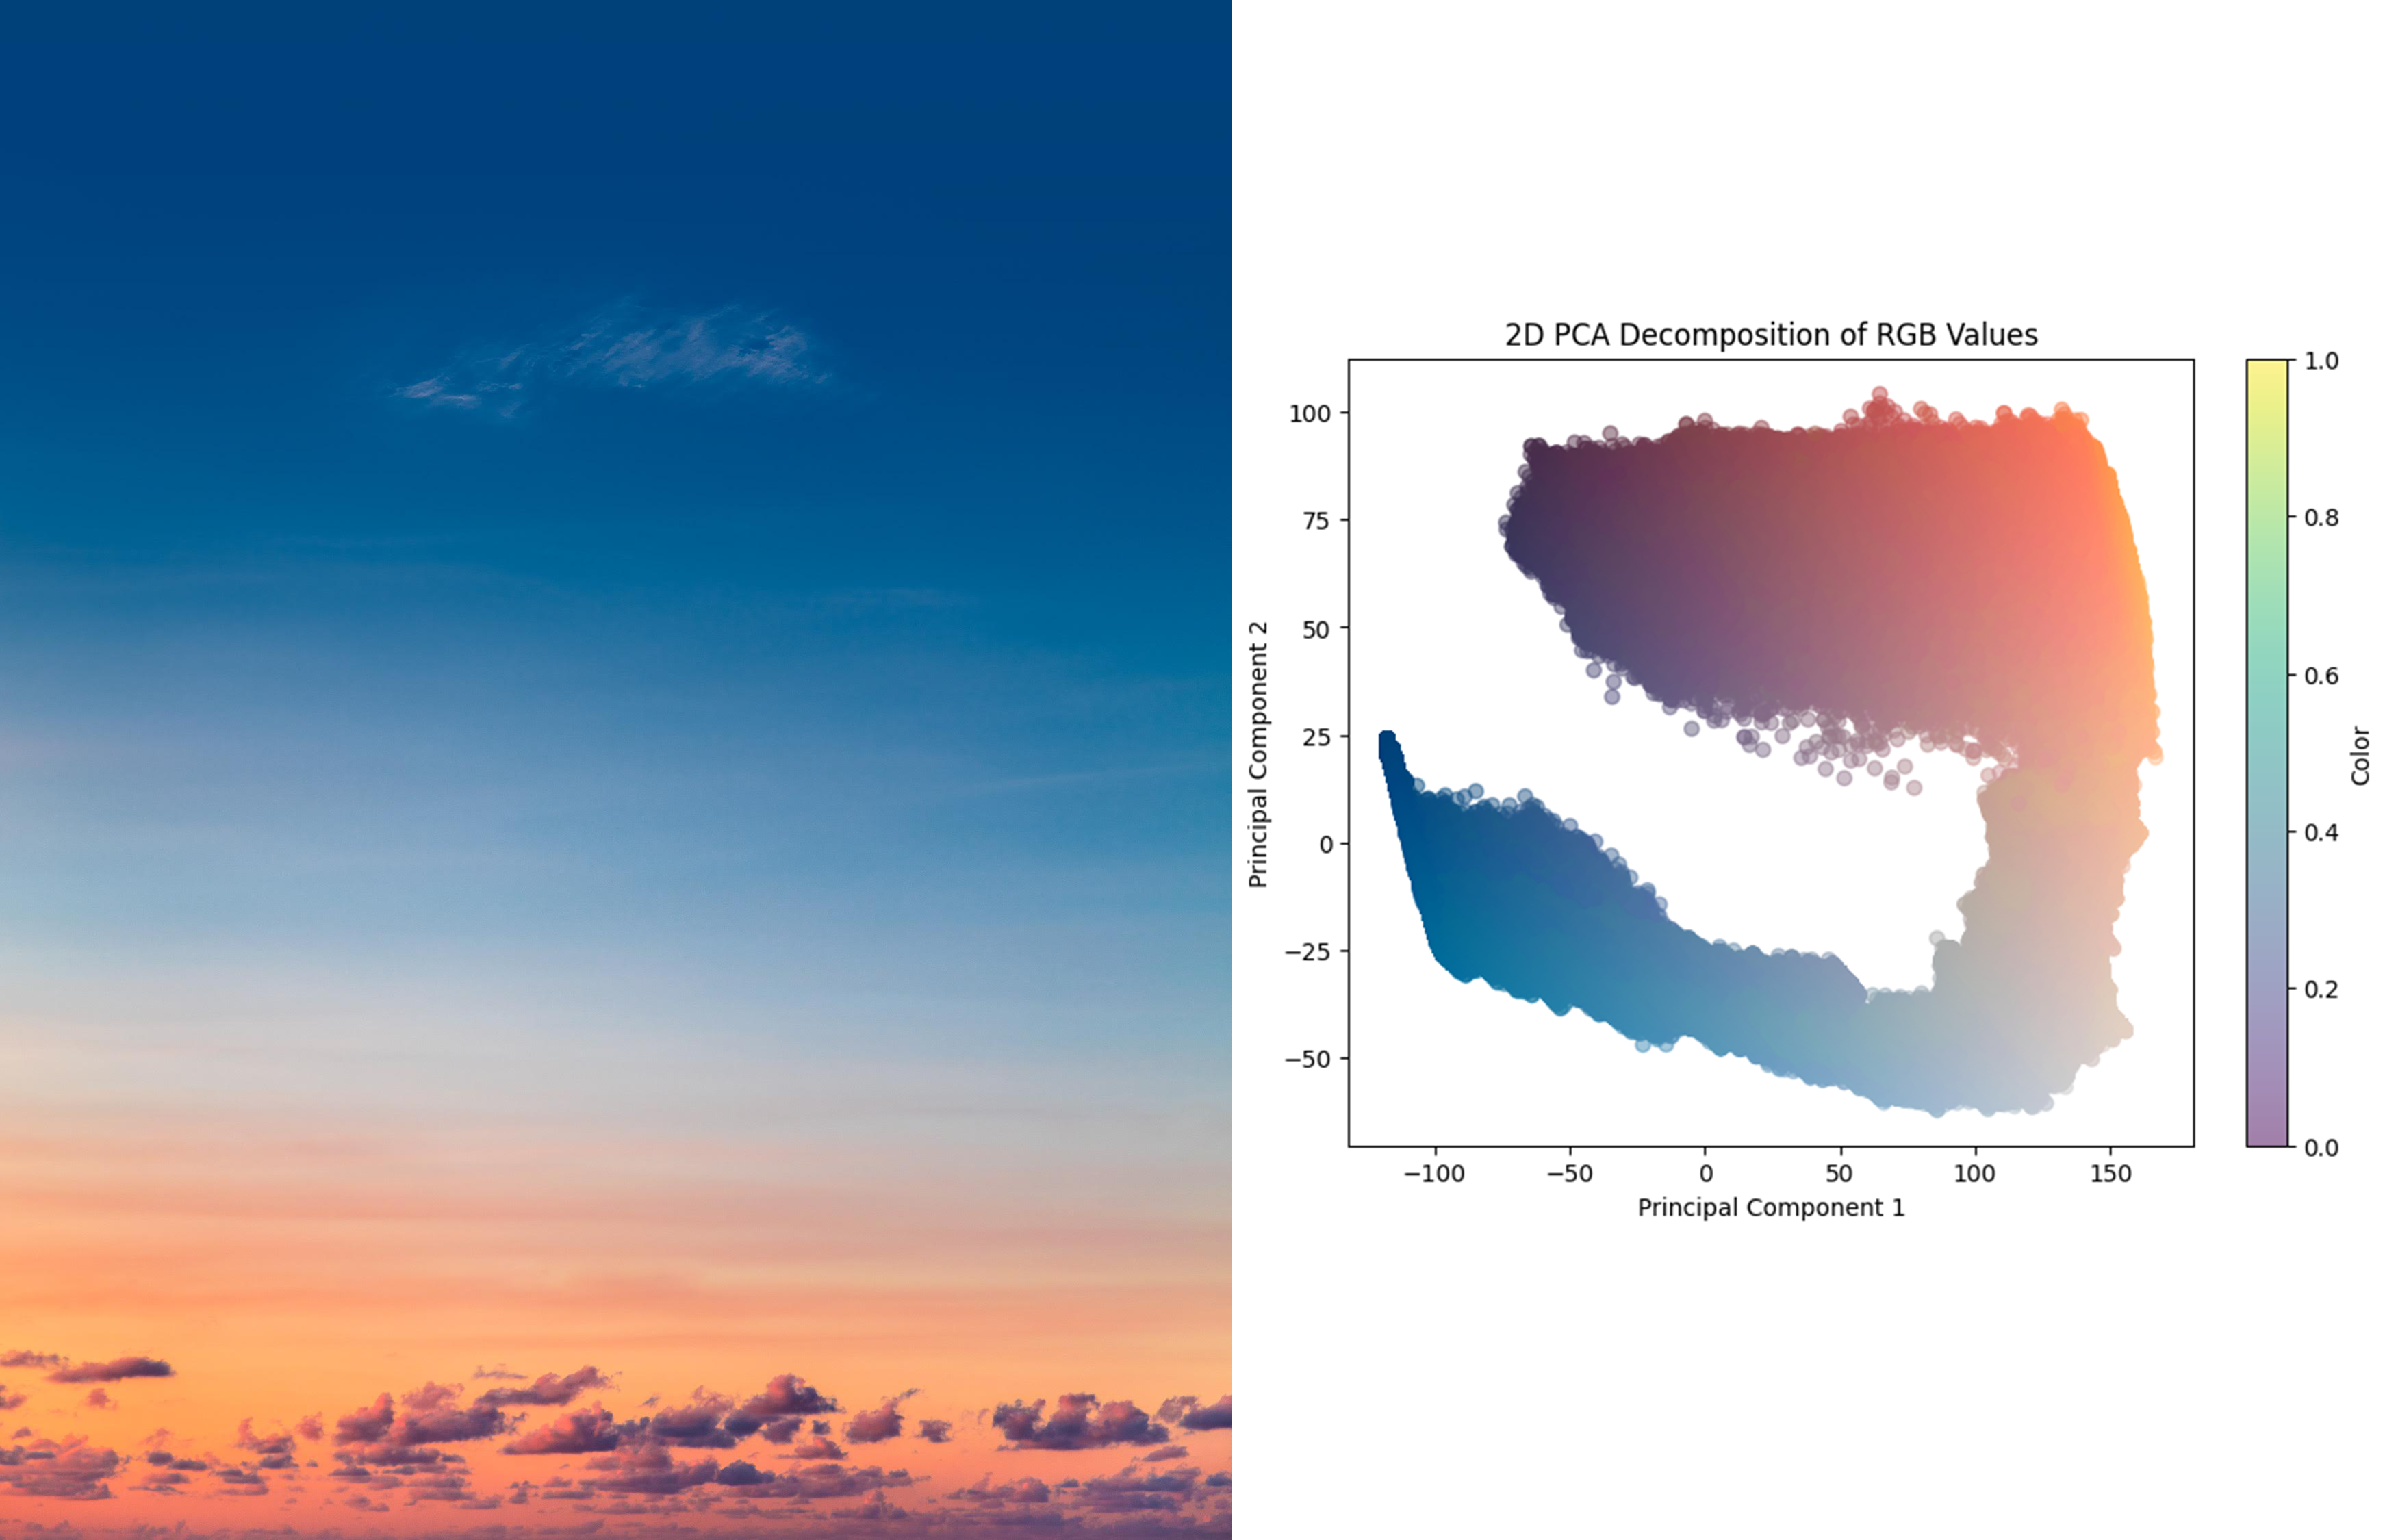 2D PCA Decomposition of RGB Values
100
75
50
25
0
−25
−50
Principal Component 2
−100 −50 0 50 100 150
Principal Component 1
1.0
0.8
0.6
0.4
0.2
0.0
Color